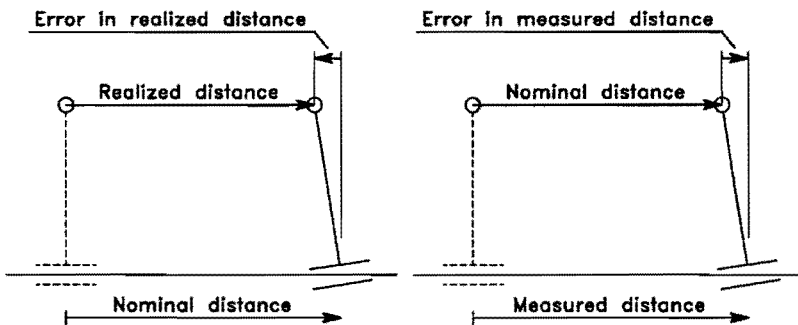 Error in realized distance
Realized distance
Nominal distance
Error in measured distance
Nominal distance
Measured distance